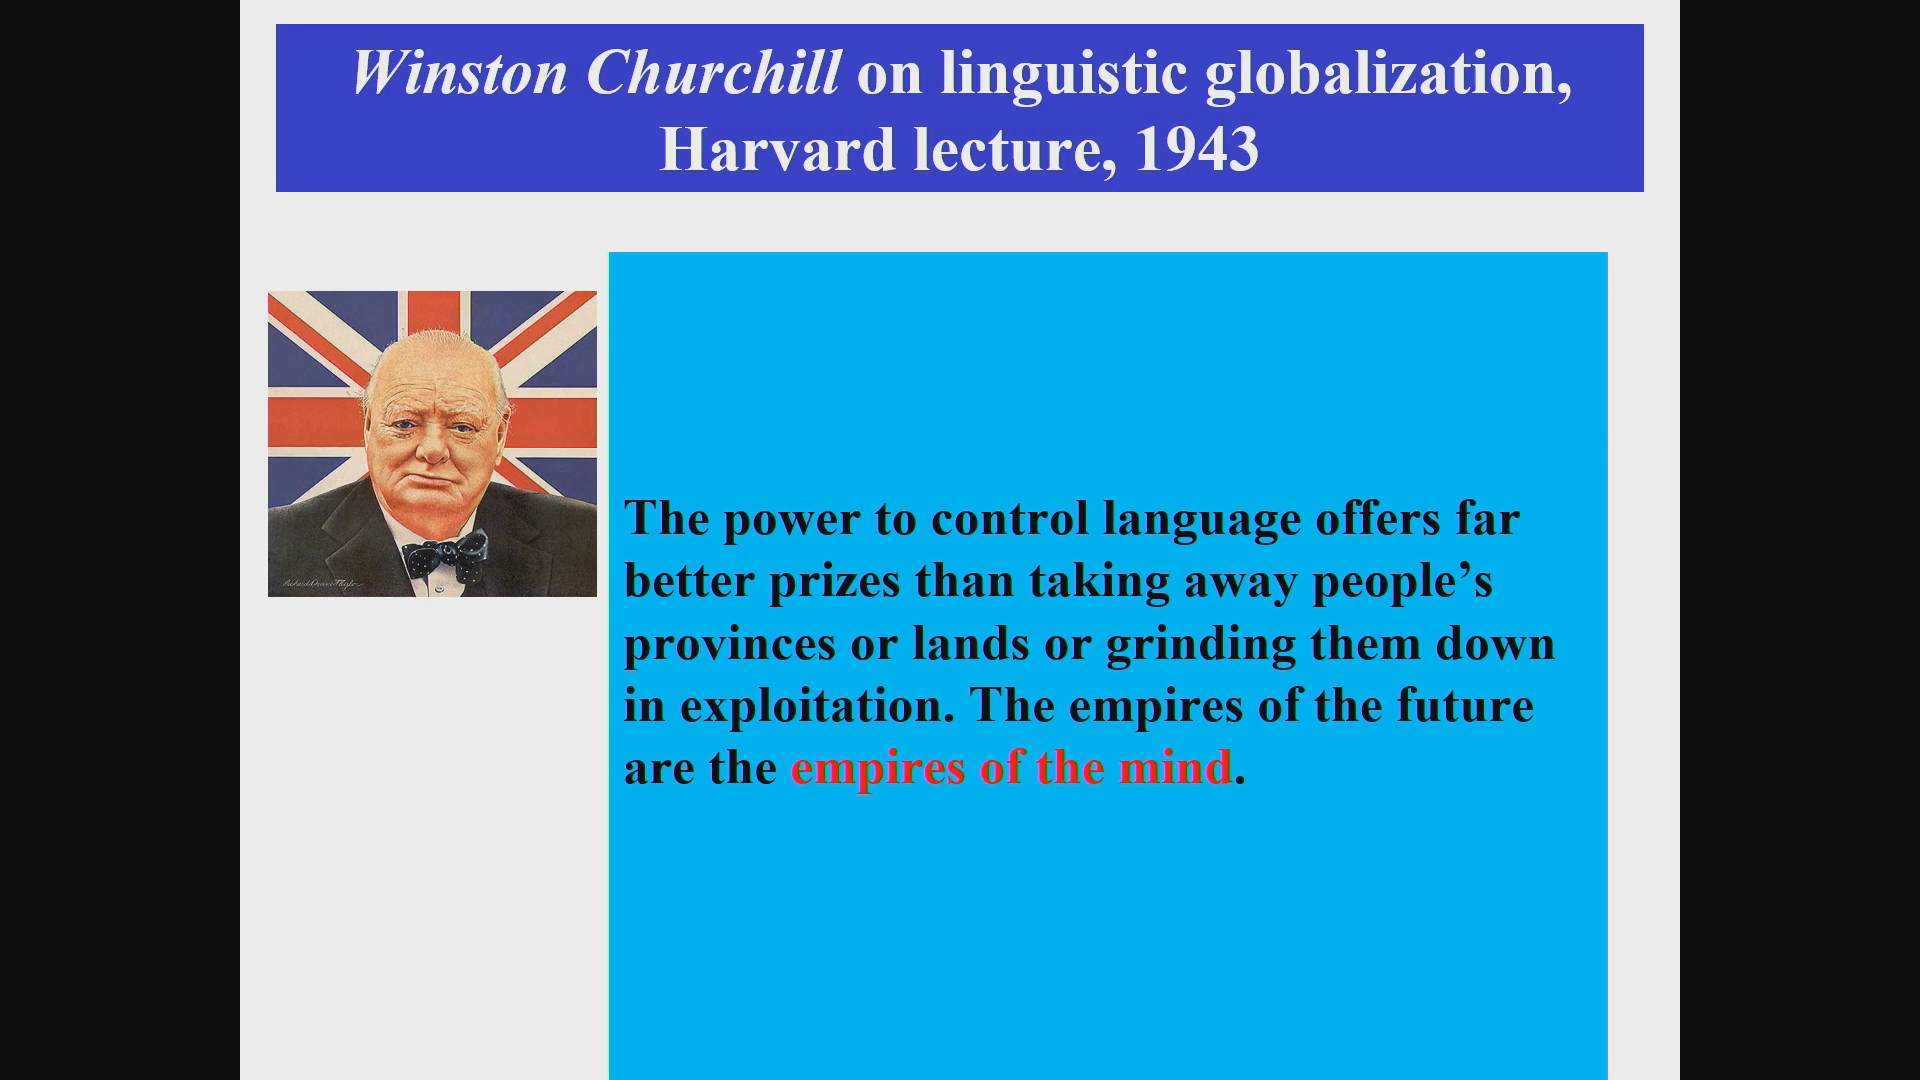 Winston Churchill on linguistic globalization,
Harvard lecture, 1943
The power to control language offers far
better prizes than taking away people’s
provinces or lands or grinding them down
in exploitation. The empires of the future
are the empires of the mind.